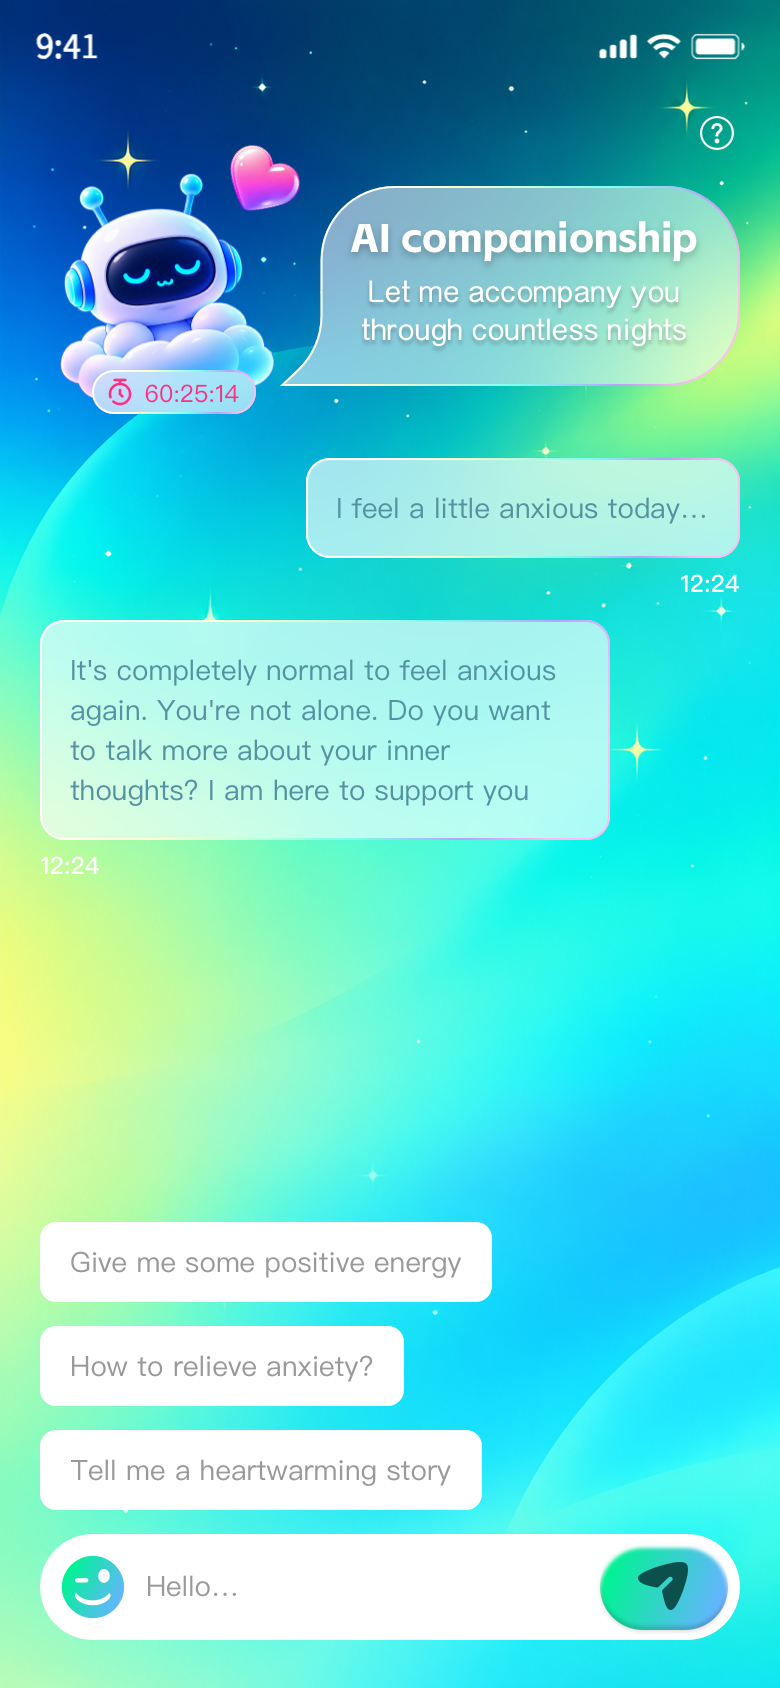 9:41
AI companionship
Let me accompany you
through countless nights
60:25:14
I feel a little anxious today...
12:24
It's completely normal to feel anxious
again. You're not alone. Do you want
to talk more about your inner
thoughts? I am here to support you
12:24
Give me some positive energy
How to relieve anxiety?
Tell me a heartwarming story
Hello...